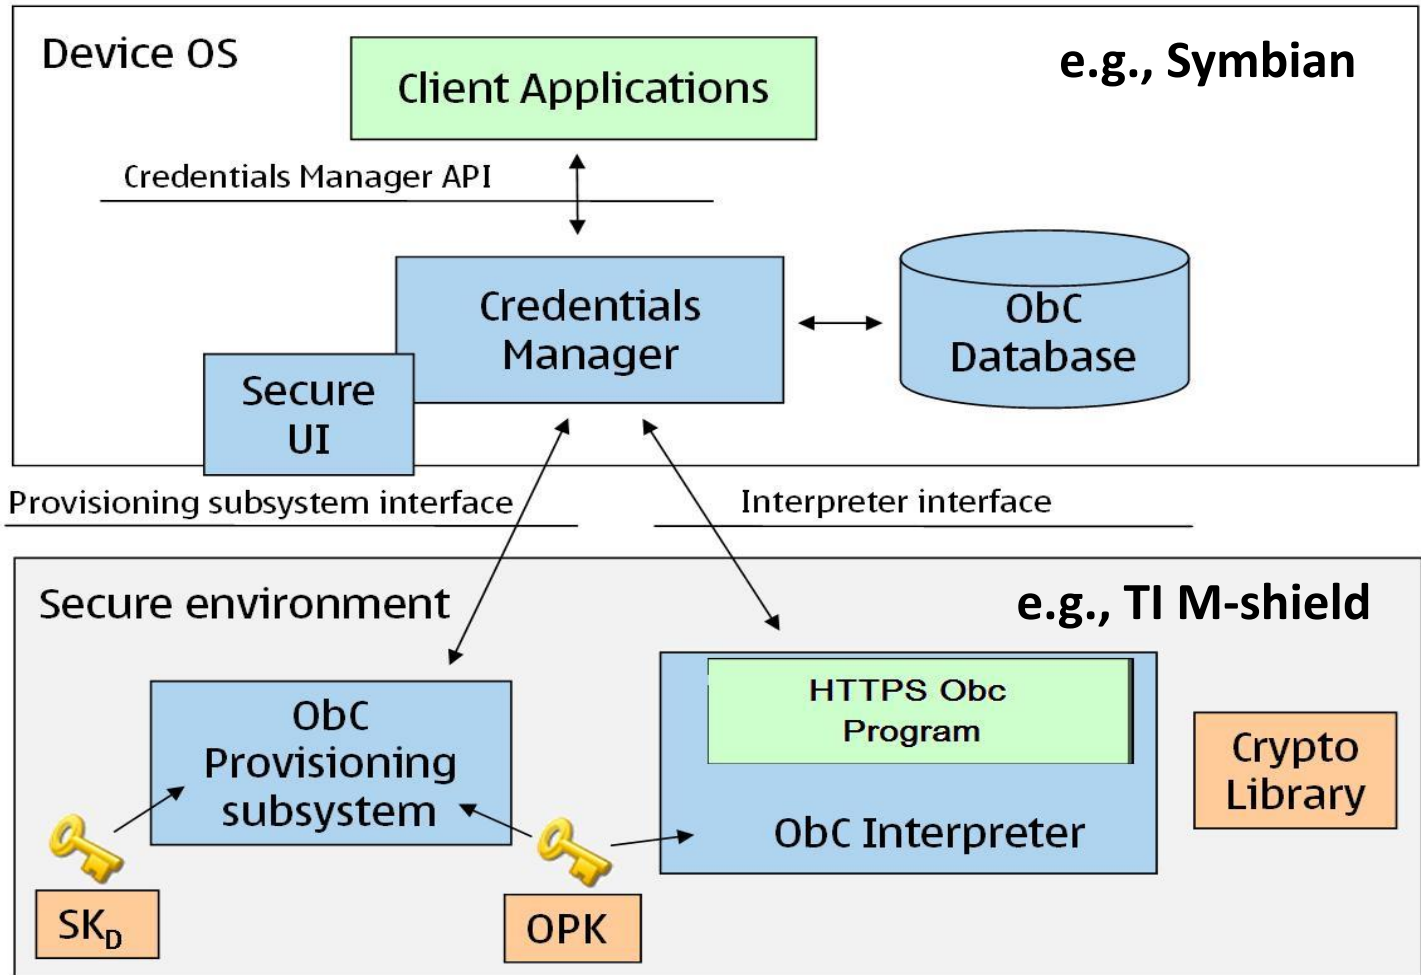 Device OS
e.g., Symbian
Client Applications
Credentials Manager API
Credentials
Manager
ObC
Database
Secure
UI
Provisioning subsystem interface
Interpreter interface
Secure environment
e.g., TI M-shield
ObC
Provisioning
subsystem
HTTPS Obc
Program
ObC Interpreter
Crypto
Library
SK_D
OPK